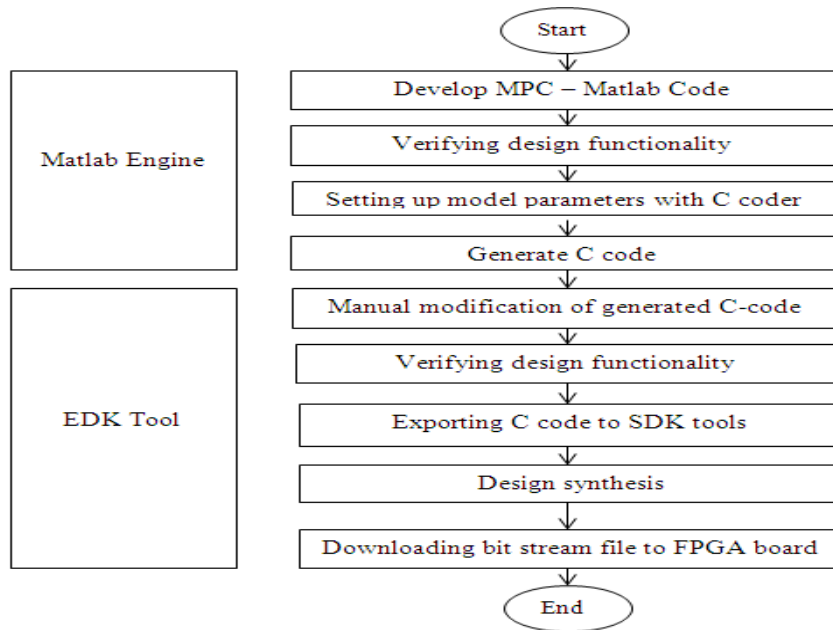 Start
Develop MPC – Matlab Code
Verifying design functionality
Matlab Engine
Setting up model parameters with C coder
Generate C code
Manual modification of generated C-code
Verifying design functionality
EDK Tool
Exporting C code to SDK tools
Design synthesis
Downloading bit stream file to FPGA board
End